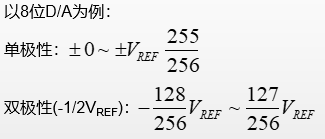 以8位D/A为例：
单极性：±0 ~ ±V_REF 255/256
双极性(-1/2V_REF)：-128/256 V_REF ~ 127/256 V_REF